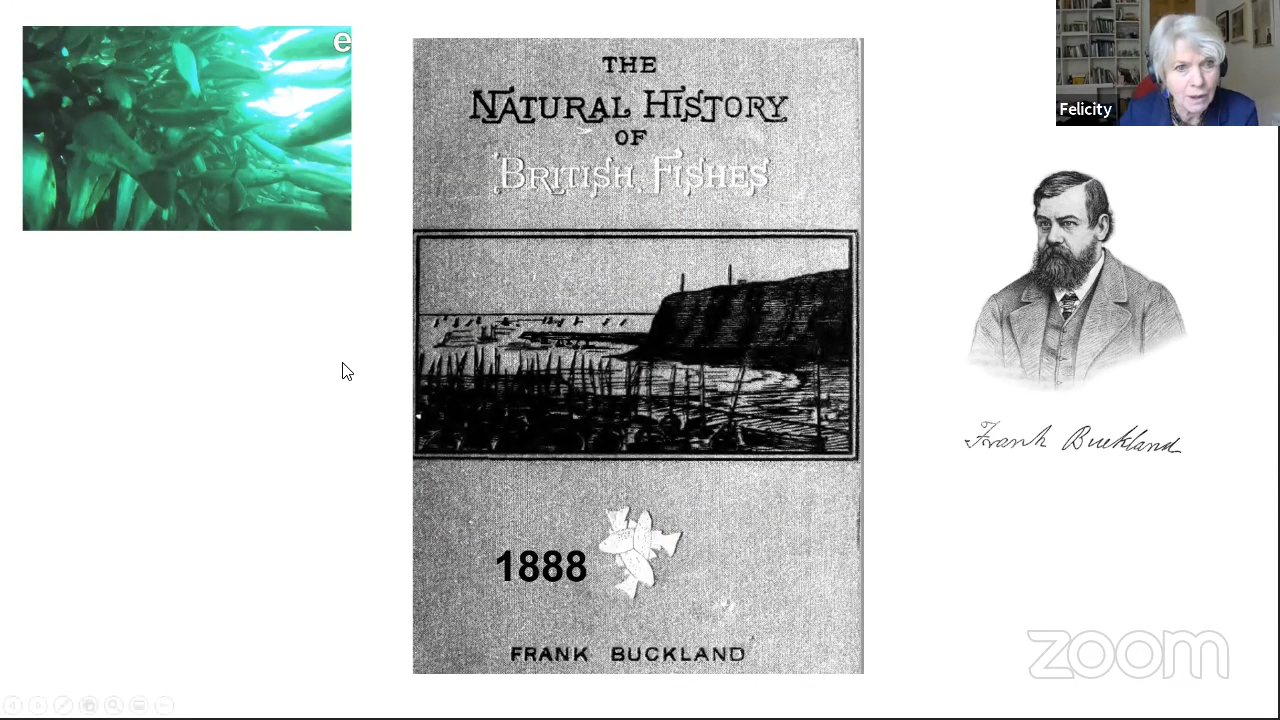 e
THE
NATURAL HISTORY
OF
BRITISH FISHES
1888
FRANK BUCKLAND
Felicity
Frank Buckland
zoom